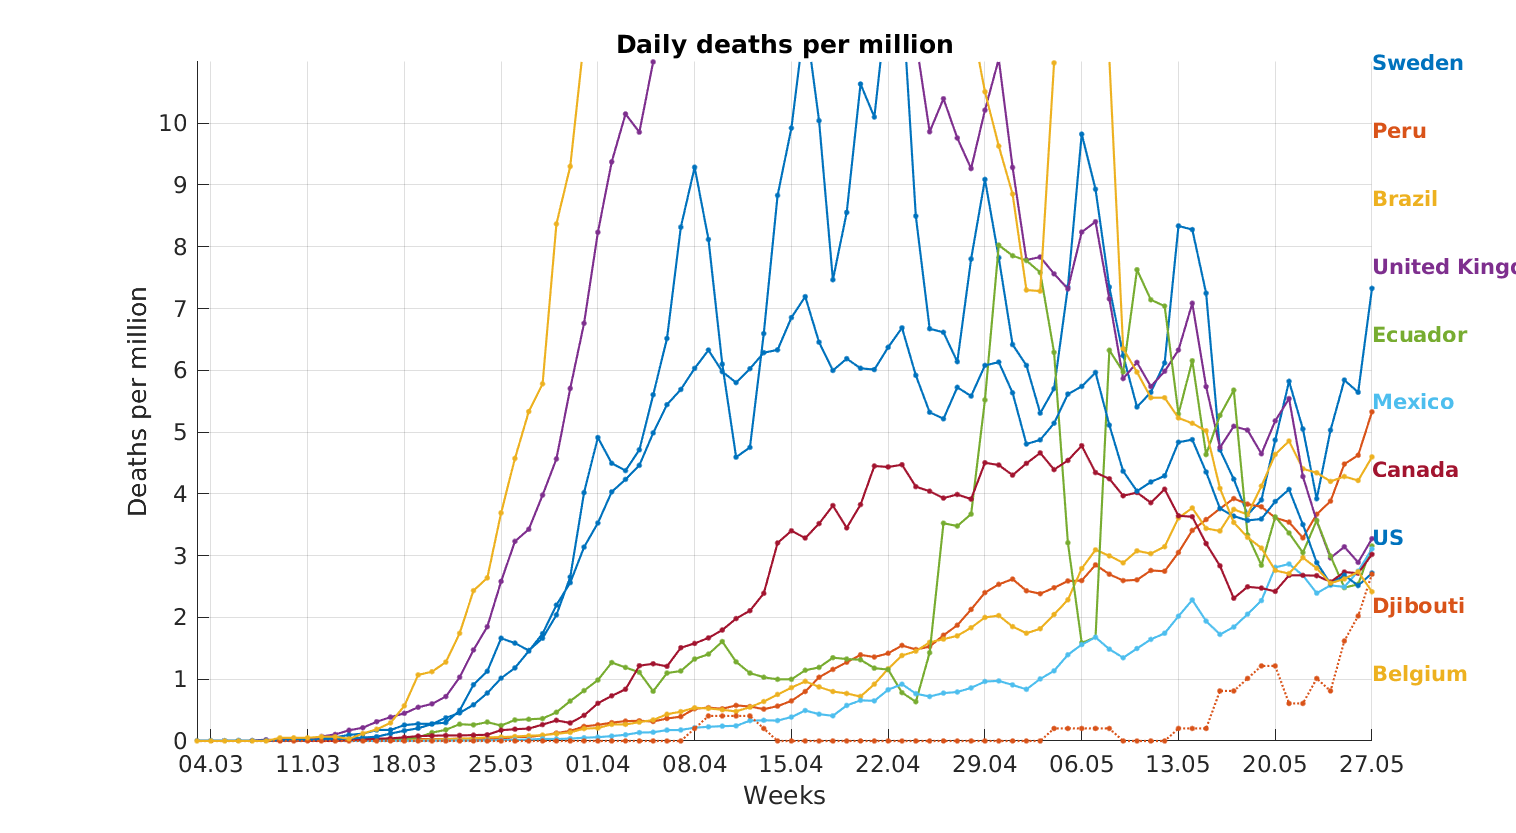 Daily deaths per million
Sweden
Peru
Brazil
United Kingd
Ecuador
Mexico
Canada
US
Djibouti
Belgium
Deaths per million
10
9
8
7
6
5
4
3
2
1
0
04.03 11.03 18.03 25.03 01.04 08.04 15.04 22.04 29.04 06.05 13.05 20.05 27.05
Weeks